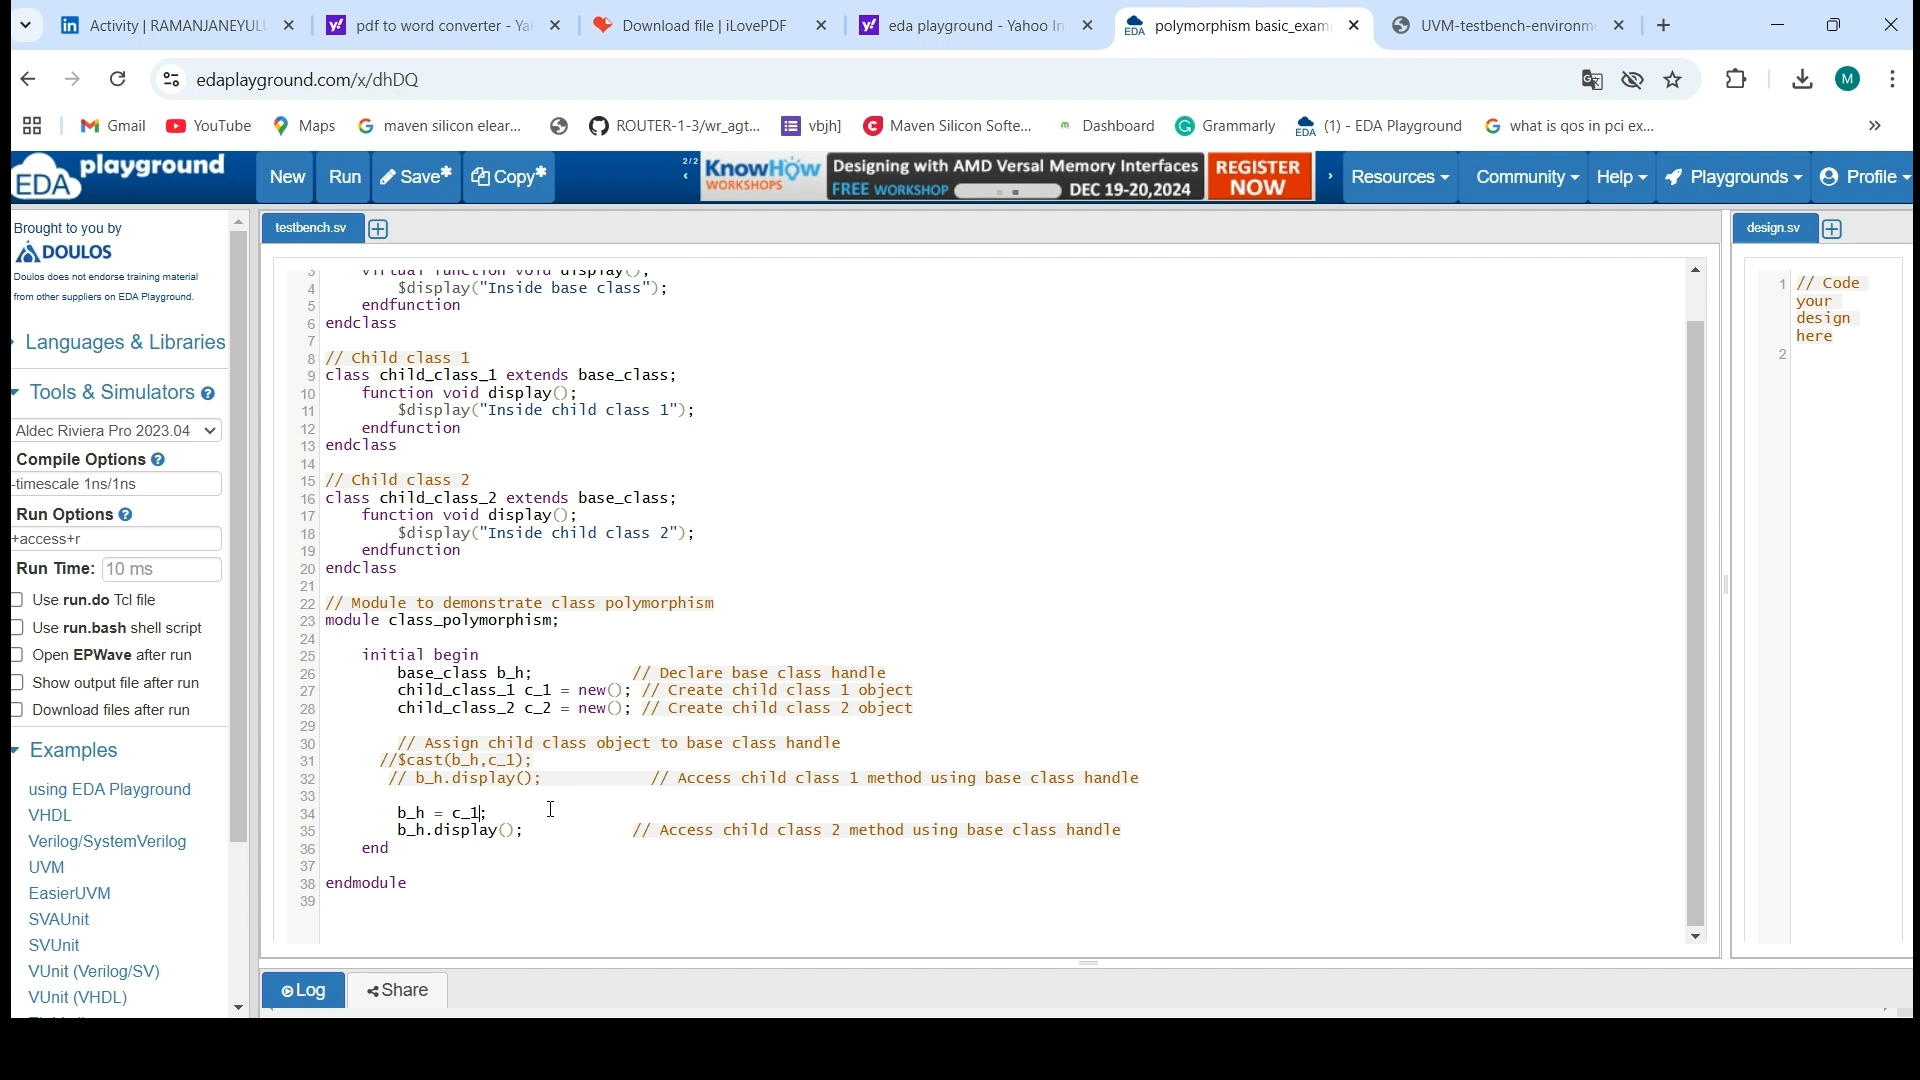 Activity | RAMANJANEYUL
pdf to word converter - Ya
Download file | iLovePDF
eda playground - Yahoo In
polymorphism basic_exam
UVM-testbench-environm
edaplayground.com/x/dhDQ
M
Gmail
YouTube
Maps
maven silicon elear...
ROUTER-1-3/wr_agt...
vbjh]
Maven Silicon Softe...
Dashboard
Grammarly
(1) - EDA Playground
what is qos in pci ex...
EDA playground
New
Run
Save*
Copy*
2/2
KnowHow WORKSHOPS
Designing with AMD Versal Memory Interfaces
FREE WORKSHOP DEC 19-20,2024
REGISTER NOW
Resources
Community
Help
Playgrounds
Profile
Brought to you by
DOULOS
Doulos does not endorse training material
from other suppliers on EDA Playground.
Languages & Libraries
Tools & Simulators
Aldec Riviera Pro 2023.04
Compile Options
-timescale 1ns/1ns
Run Options
+access+r
Run Time: 10 ms
Use run.do Tcl file
Use run.bash shell script
Open EPWave after run
Show output file after run
Download files after run
Examples
using EDA Playground
VHDL
Verilog/SystemVerilog
UVM
EasierUVM
SVAUnit
SVUnit
VUnit (Verilog/SV)
VUnit (VHDL)
testbench.sv
3 virtual function void display();
4 $display("Inside base class");
5 endfunction
6 endclass
7
8 // Child class 1
9 class child_class_1 extends base_class;
10 function void display();
11 $display("Inside child class 1");
12 endfunction
13 endclass
14
15 // Child class 2
16 class child_class_2 extends base_class;
17 function void display();
18 $display("Inside child class 2");
19 endfunction
20 endclass
21
22 // Module to demonstrate class polymorphism
23 module class_polymorphism;
24
25 initial begin
26 base_class b_h; // Declare base class handle
27 child_class_1 c_1 = new(); // Create child class 1 object
28 child_class_2 c_2 = new(); // Create child class 2 object
29
30 // Assign child class object to base class handle
31 //$cast(b_h,c_1);
32 // b_h.display(); // Access child class 1 method using base class handle
33
34 b_h = c_1;
35 b_h.display(); // Access child class 2 method using base class handle
36 end
37
38 endmodule
39
design.sv
1 // Code
your
design
here
2
Log
Share